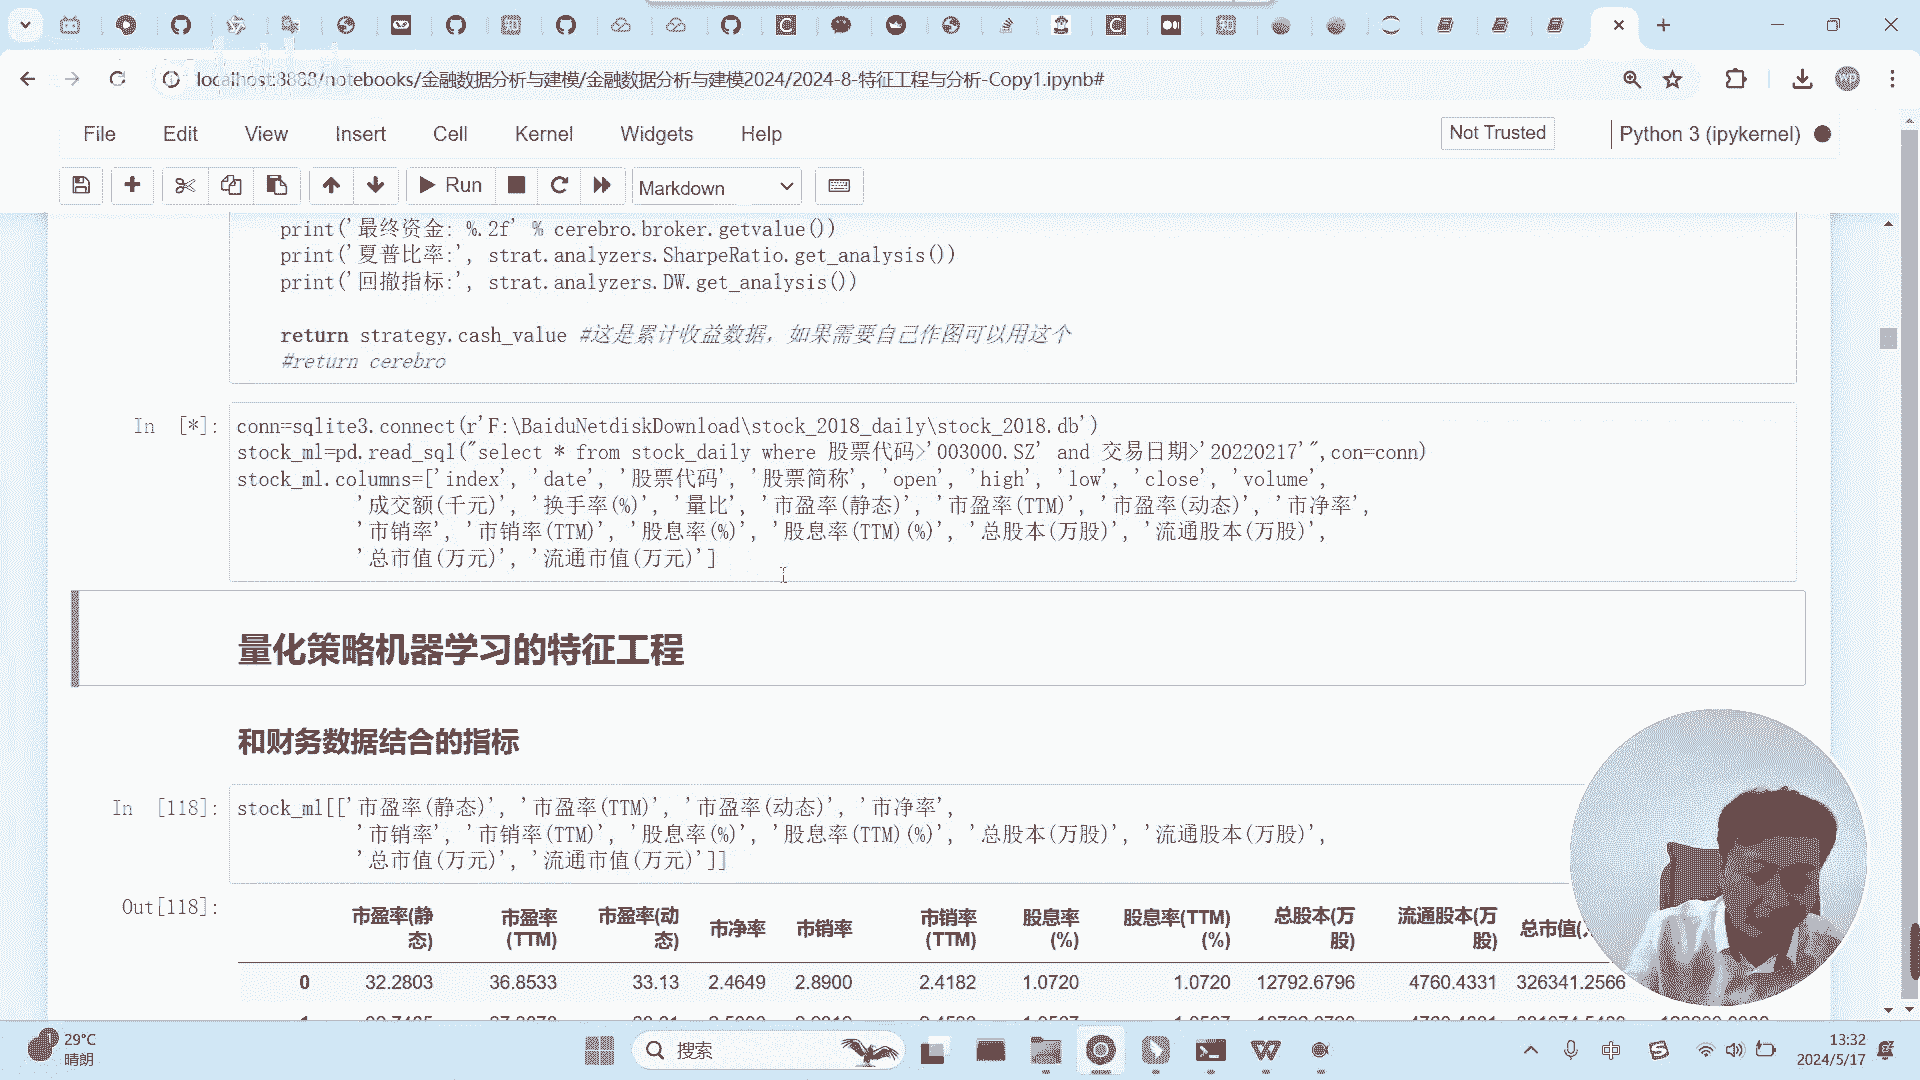 localhost:8888/notebooks/金融数据分析与建模/金融数据分析与建模2024/2024-8-特征工程与分析-Copy1.ipynb#
File Edit View Insert Cell Kernel Widgets Help
Not Trusted
Python 3 (ipykernel)
Run
Markdown
print('最终资金: %.2f' % cerebro.broker.getvalue())
print('夏普比率:', strat.analyzers.SharpeRatio.get_analysis())
print('回撤指标:', strat.analyzers.DW.get_analysis())
return strategy.cash_value #这是累计收益数据，如果需要自己作图可以用这个
#return cerebro
In [*]:
conn=sqlite3.connect(r'F:\BaiduNetdiskDownload\stock_2018_daily\stock_2018.db')
stock_ml=pd.read_sql("select * from stock_daily where 股票代码>'003000.SZ' and 交易日期>'20220217'",con=conn)
stock_ml.columns=['index', 'date', '股票代码', '股票简称', 'open', 'high', 'low', 'close', 'volume',
'成交额(千元)', '换手率(%)', '量比', '市盈率(静态)', '市盈率(TTM)', '市盈率(动态)', '市净率',
'市销率', '市销率(TTM)', '股息率(%)', '股息率(TTM)(%)', '总股本(万股)', '流通股本(万股)',
'总市值(万元)', '流通市值(万元)']
量化策略机器学习的特征工程
和财务数据结合的指标
In [118]:
stock_ml[['市盈率(静态)', '市盈率(TTM)', '市盈率(动态)', '市净率',
'市销率', '市销率(TTM)', '股息率(%)', '股息率(TTM)(%)', '总股本(万股)', '流通股本(万股)',
'总市值(万元)', '流通市值(万元)']]
Out[118]:
市盈率(静态) 市盈率(TTM) 市盈率(动态) 市净率 市销率 市销率(TTM) 股息率(%) 股息率(TTM)(%) 总股本(万股) 流通股本(万股) 总市值(
0 32.2803 36.8533 33.13 2.4649 2.8900 2.4182 1.0720 1.0720 12792.6796 4760.4331 326341.2566
29°C
晴朗
搜索
中
13:32
2024/5/17